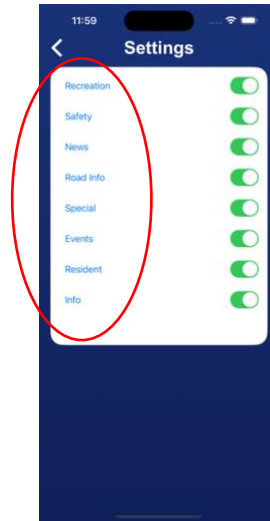 11:59
Settings
Recreation
Safety
News
Road Info
Special
Events
Resident
Info